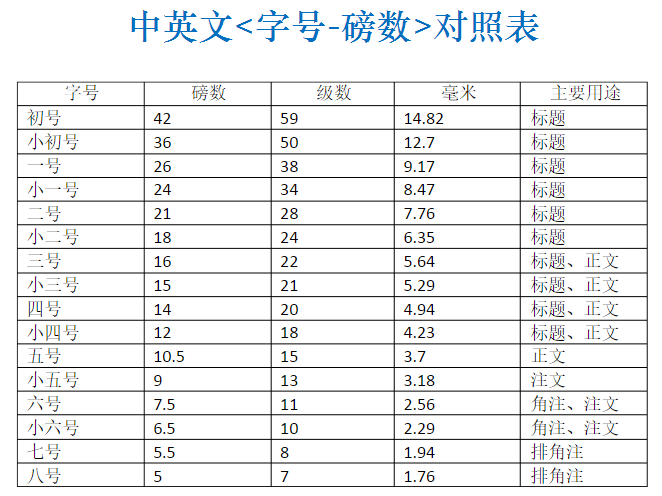 中英文<字号-磅数>对照表
字号 磅数 级数 毫米 主要用途
初号 42 59 14.82 标题
小初号 36 50 12.7 标题
一号 26 38 9.17 标题
小一号 24 34 8.47 标题
二号 21 28 7.76 标题
小二号 18 24 6.35 标题
三号 16 22 5.64 标题、正文
小三号 15 21 5.29 标题、正文
四号 14 20 4.94 标题、正文
小四号 12 18 4.23 标题、正文
五号 10.5 15 3.7 正文
小五号 9 13 3.18 注文
六号 7.5 11 2.56 角注、注文
小六号 6.5 10 2.29 角注、注文
七号 5.5 8 1.94 排角注
八号 5 7 1.76 排角注